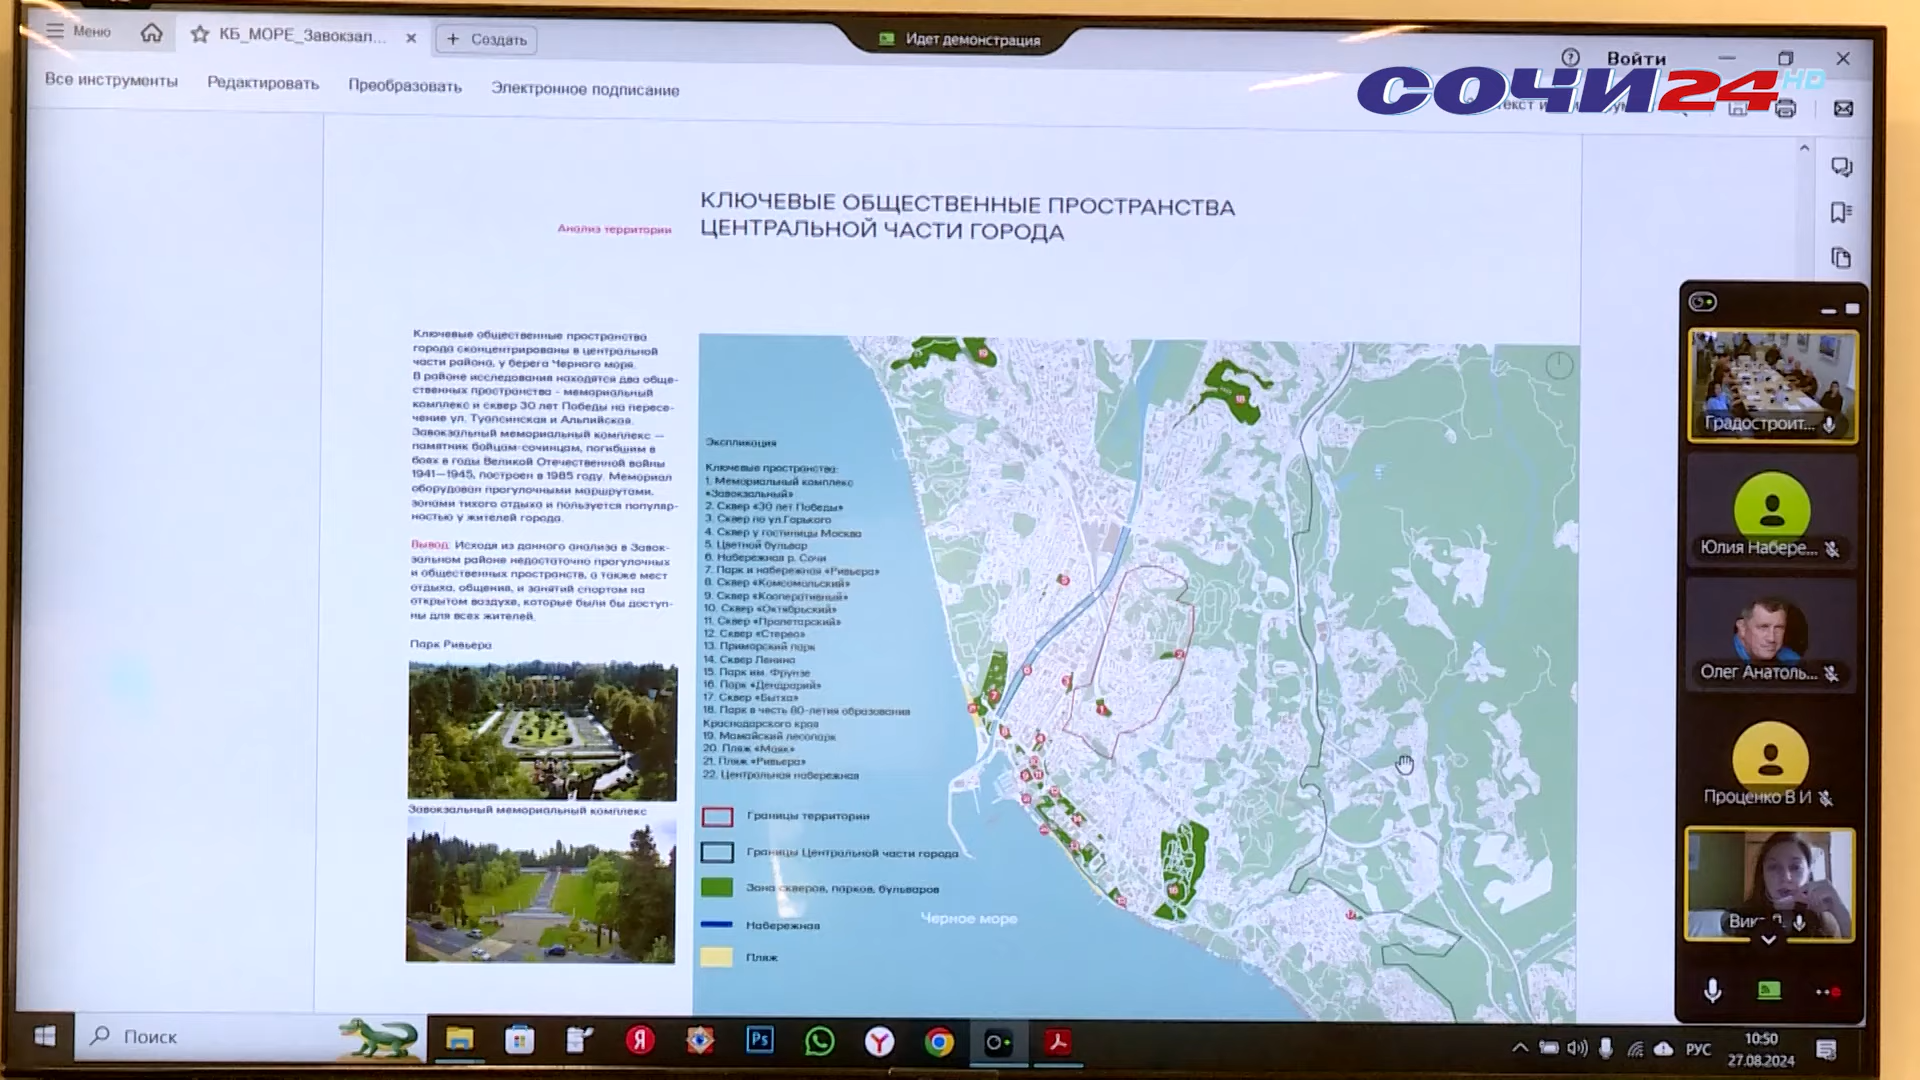 Меню
КБ_МОРЕ_Завокзал...
Создать
Идет демонстрация
Войти
Все инструменты
Редактировать
Преобразовать
Электронное подписание
СОЧИ24HD
Анализ территории
КЛЮЧЕВЫЕ ОБЩЕСТВЕННЫЕ ПРОСТРАНСТВА
ЦЕНТРАЛЬНОЙ ЧАСТИ ГОРОДА
Ключевые общественные пространства
города сконцентрированы в центральной
части района, у берега Черного моря.
В районе исследования находятся два обще-
ственных пространства - мемориальный
комплекс и сквер 30 лет Победы на пересе-
чение ул. Туапсинская и Альпийская.
Завокзальный мемориальный комплекс —
памятник бойцам-сочинцам, погибшим в
боях в годы Великой Отечественной войны
1941—1945, построен в 1985 году. Мемориал
оборудован прогулочными маршрутами,
зонами тихого отдыха и пользуется популяр-
ностью у жителей города.
Вывод: Исходя из данного анализа в Завок-
зальном районе недостаточно прогулочных
и общественных пространств, а также мест
отдыха, общения, и занятий спортом на
открытом воздухе, которые были бы доступ-
ны для всех жителей.
Парк Ривьера
Завокзальный мемориальный комплекс
Экспликация
Ключевые пространства:
1. Мемориальный комплекс
«Завокзальный»
2. Сквер «30 лет Победы»
3. Сквер по ул.Горького
4. Сквер у гостиницы Москва
5. Цветной бульвар
6. Набережная р. Сочи
7. Парк и набережная «Ривьера»
8. Сквер «Комсомольский»
9. Сквер «Кооперативный»
10. Сквер «Октябрьский»
11. Сквер «Пролетарский»
12. Сквер «Стерео»
13. Приморский парк
14. Сквер Ленина
15. Парк им. Фрунзе
16. Парк «Дендрарий»
17. Сквер «Бытха»
18. Парк в честь 80-летия образования
Краснодарского края
19. Мамайский лесопарк
20. Пляж «Маяк»
21. Пляж «Ривьера»
22. Центральная набережная
Границы территории
Границы Центральной части города
Зона скверов, парков, бульваров
Набережная
Пляж
Черное море
Градостроит...
Юлия Набере...
Олег Анатоль...
Проценко В И
Поиск
Ps
РУС
10:50
27.08.2024